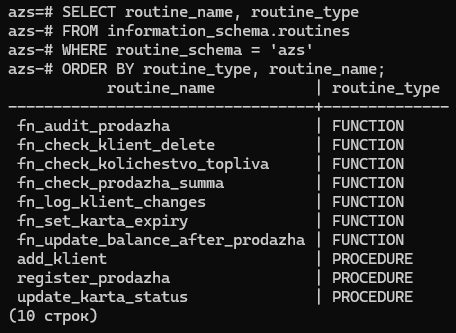 azs=# SELECT routine_name, routine_type
azs-# FROM information_schema.routines
azs-# WHERE routine_schema = 'azs'
azs-# ORDER BY routine_type, routine_name;
          routine_name           | routine_type
---------------------------------+--------------
 fn_audit_prodazha               | FUNCTION
 fn_check_klient_delete          | FUNCTION
 fn_check_kolichestvo_topliva    | FUNCTION
 fn_check_prodazha_summa         | FUNCTION
 fn_log_klient_changes           | FUNCTION
 fn_set_karta_expiry             | FUNCTION
 fn_update_balance_after_prodazha | FUNCTION
 add_klient                      | PROCEDURE
 register_prodazha               | PROCEDURE
 update_karta_status             | PROCEDURE
(10 строк)